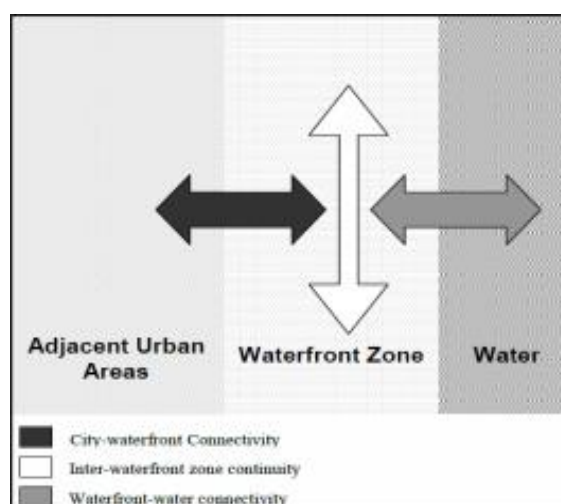 Adjacent Urban
Areas
Waterfront Zone
Water
City-waterfront Connectivity
Inter-waterfront zone continuity
Waterfront-water connectivity